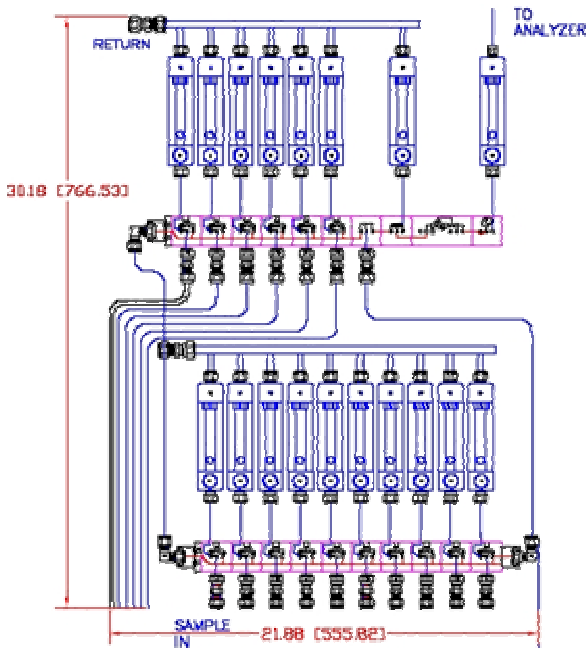 TO
ANALYZER
RETURN
30.18 [766.53]
SAMPLE
IN
21.88 [555.82]